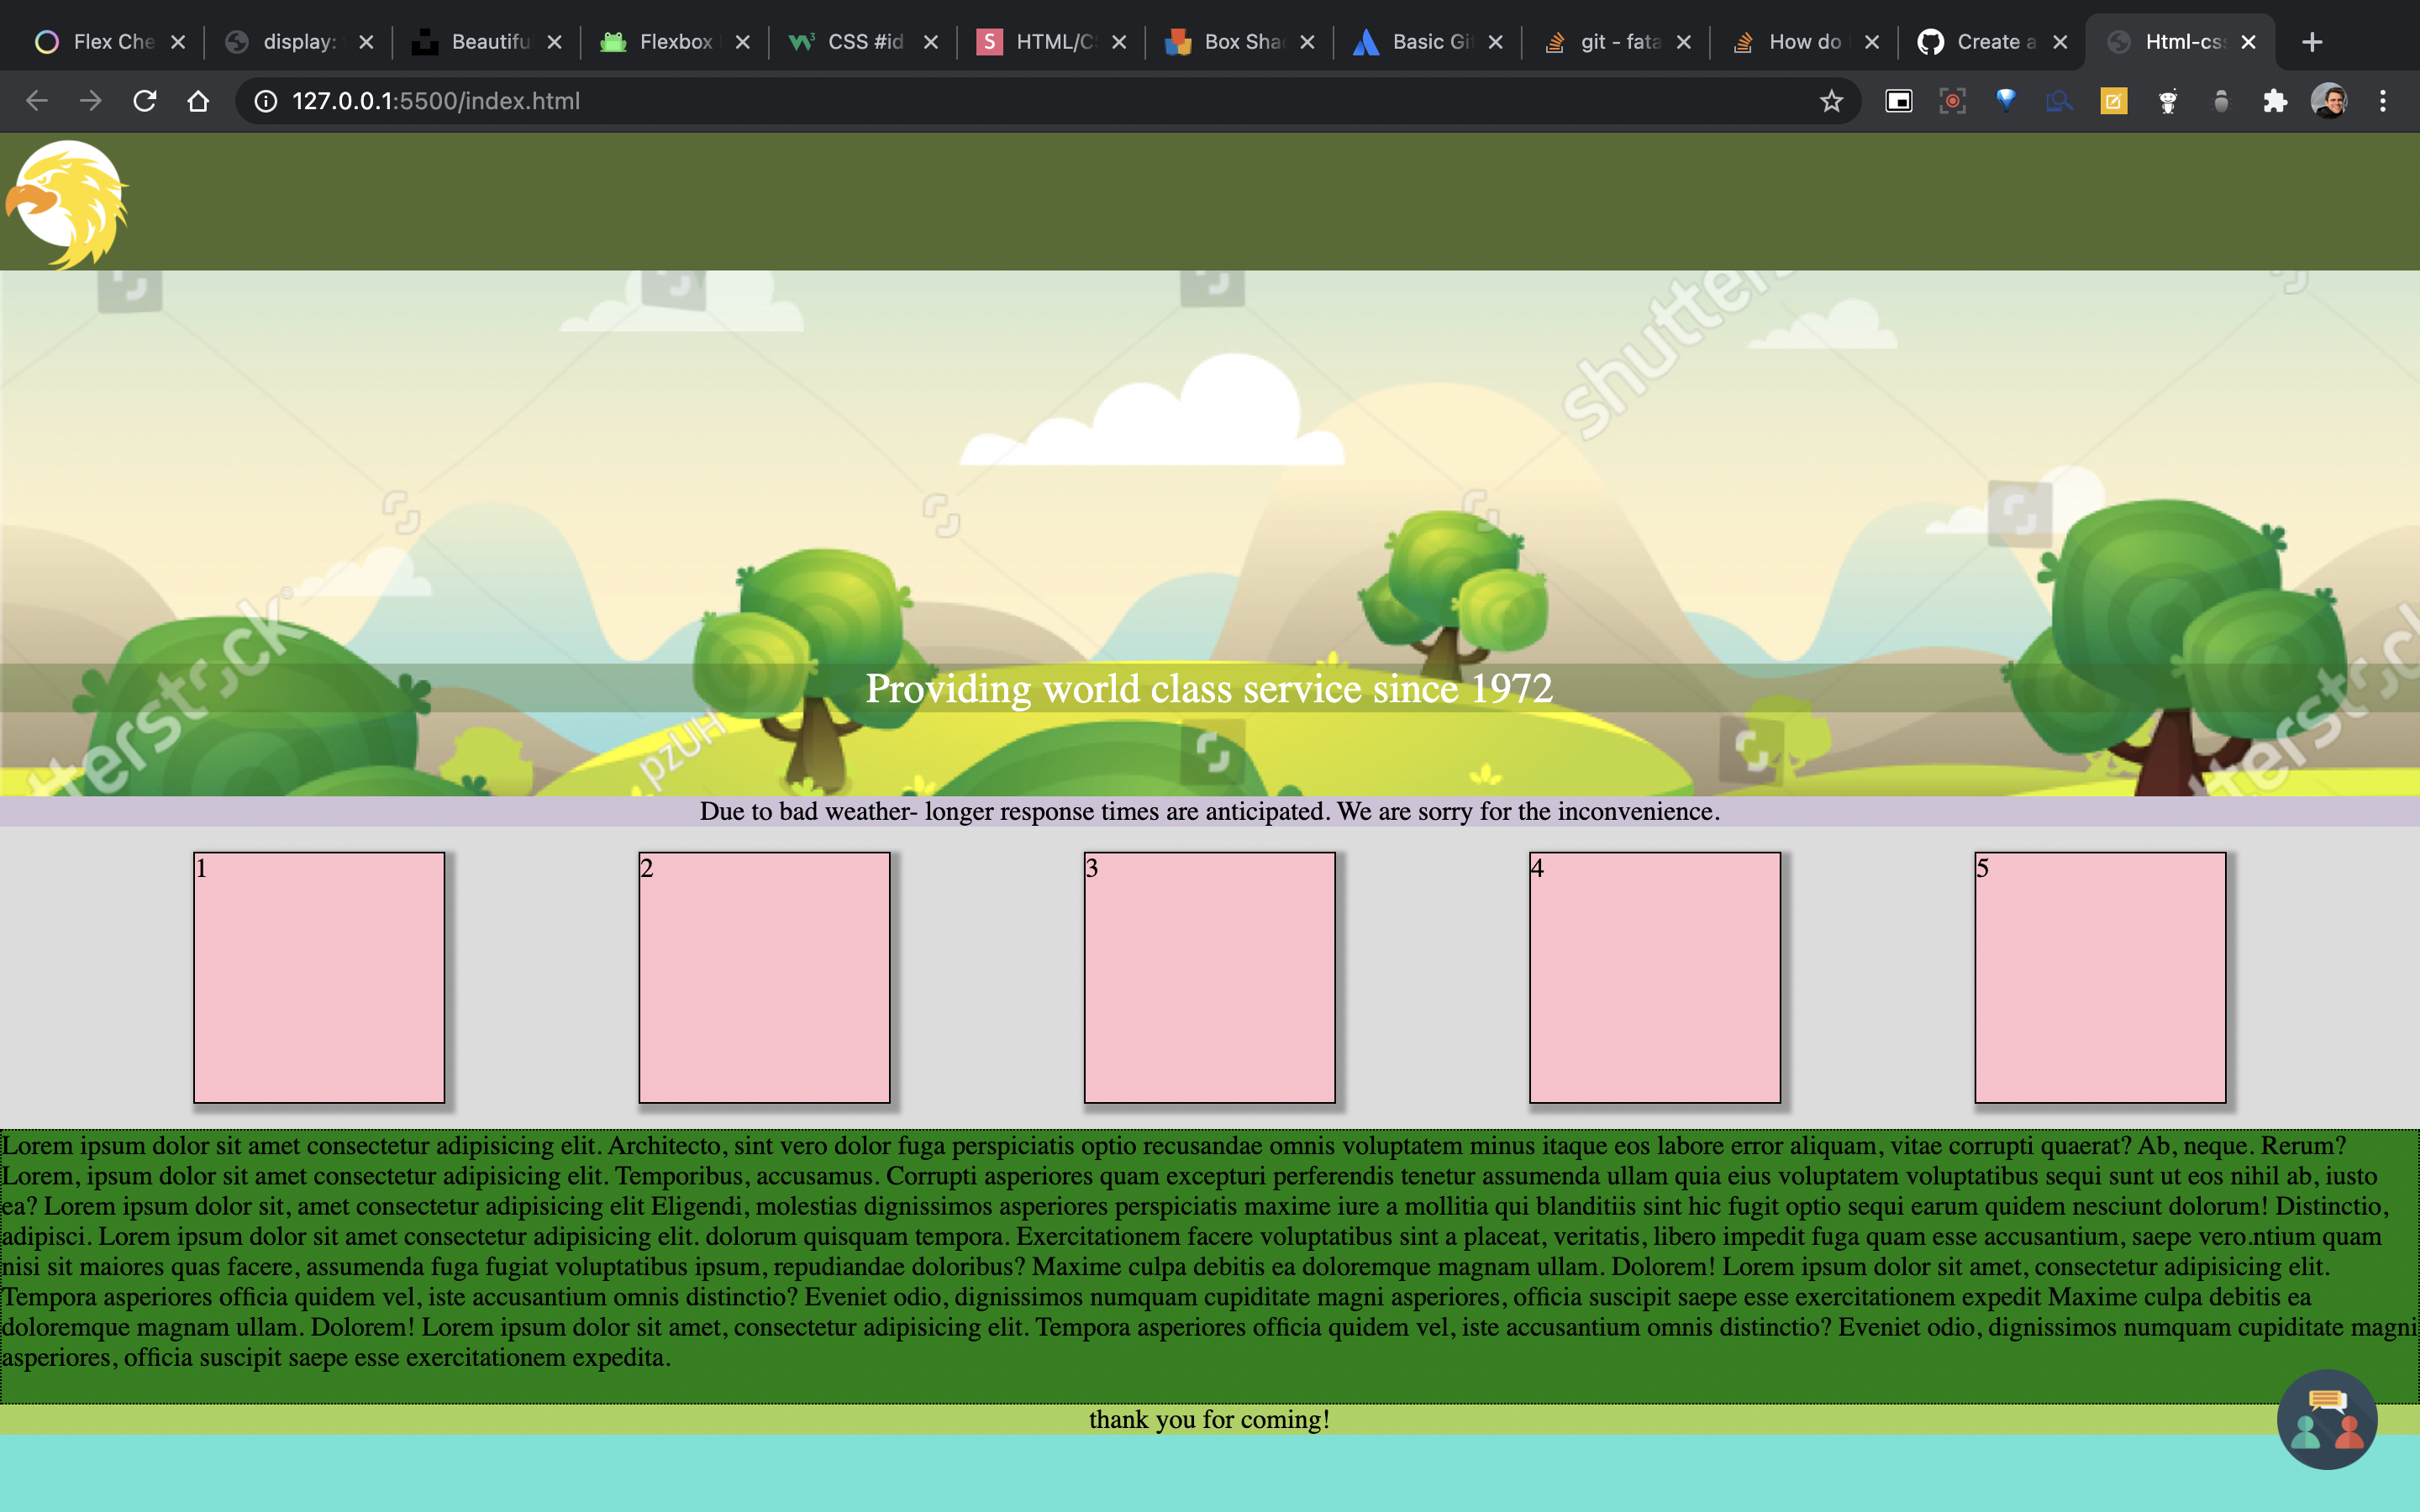 Flex Che
display:
Beautifu
Flexbox
CSS #id
HTML/C
Box Sha
Basic Gi
git - fata
How do
Create a
Html-cs
127.0.0.1:5500/index.html
shutters
tterstock
pzUH
tterst
Providing world class service since 1972
Due to bad weather- longer response times are anticipated. We are sorry for the inconvenience.
1
2
3
4
5
Lorem ipsum dolor sit amet consectetur adipisicing elit. Architecto, sint vero dolor fuga perspiciatis optio recusandae omnis voluptatem minus itaque eos labore error aliquam, vitae corrupti quaerat? Ab, neque. Rerum?
Lorem, ipsum dolor sit amet consectetur adipisicing elit. Temporibus, accusamus. Corrupti asperiores quam excepturi perferendis tenetur assumenda ullam quia eius voluptatem voluptatibus sequi sunt ut eos nihil ab, iusto
ea? Lorem ipsum dolor sit, amet consectetur adipisicing elit Eligendi, molestias dignissimos asperiores perspiciatis maxime iure a mollitia qui blanditiis sint hic fugit optio sequi earum quidem nesciunt dolorum! Distinctio,
adipisci. Lorem ipsum dolor sit amet consectetur adipisicing elit. dolorum quisquam tempora. Exercitationem facere voluptatibus sint a placeat, veritatis, libero impedit fuga quam esse accusantium, saepe vero.ntium quam
nisi sit maiores quas facere, assumenda fuga fugiat voluptatibus ipsum, repudiandae doloribus? Maxime culpa debitis ea doloremque magnam ullam. Dolorem! Lorem ipsum dolor sit amet, consectetur adipisicing elit.
Tempora asperiores officia quidem vel, iste accusantium omnis distinctio? Eveniet odio, dignissimos numquam cupiditate magni asperiores, officia suscipit saepe esse exercitationem expedit Maxime culpa debitis ea
doloremque magnam ullam. Dolorem! Lorem ipsum dolor sit amet, consectetur adipisicing elit. Tempora asperiores officia quidem vel, iste accusantium omnis distinctio? Eveniet odio, dignissimos numquam cupiditate magni
asperiores, officia suscipit saepe esse exercitationem expedita.
thank you for coming!